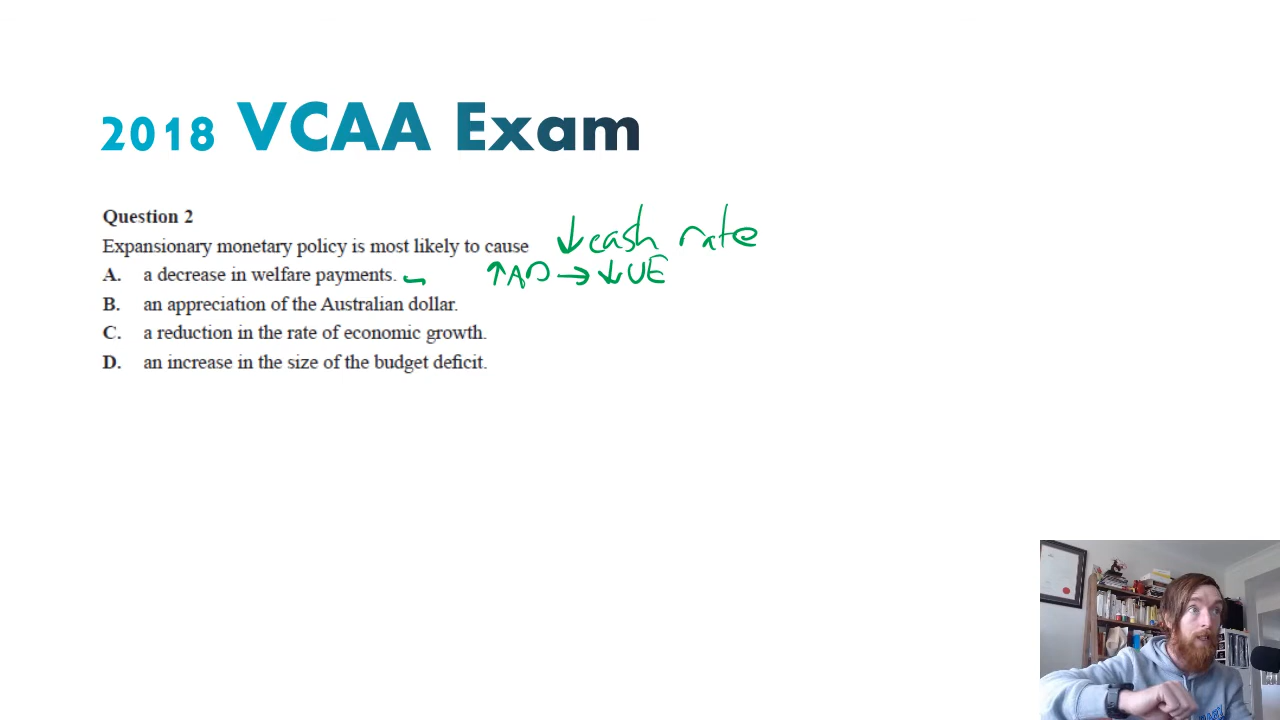 2018 VCAA Exam
Question 2
Expansionary monetary policy is most likely to cause ↓ cash rate
A. a decrease in welfare payments. ↑AD → ↓UE
B. an appreciation of the Australian dollar.
C. a reduction in the rate of economic growth.
D. an increase in the size of the budget deficit.